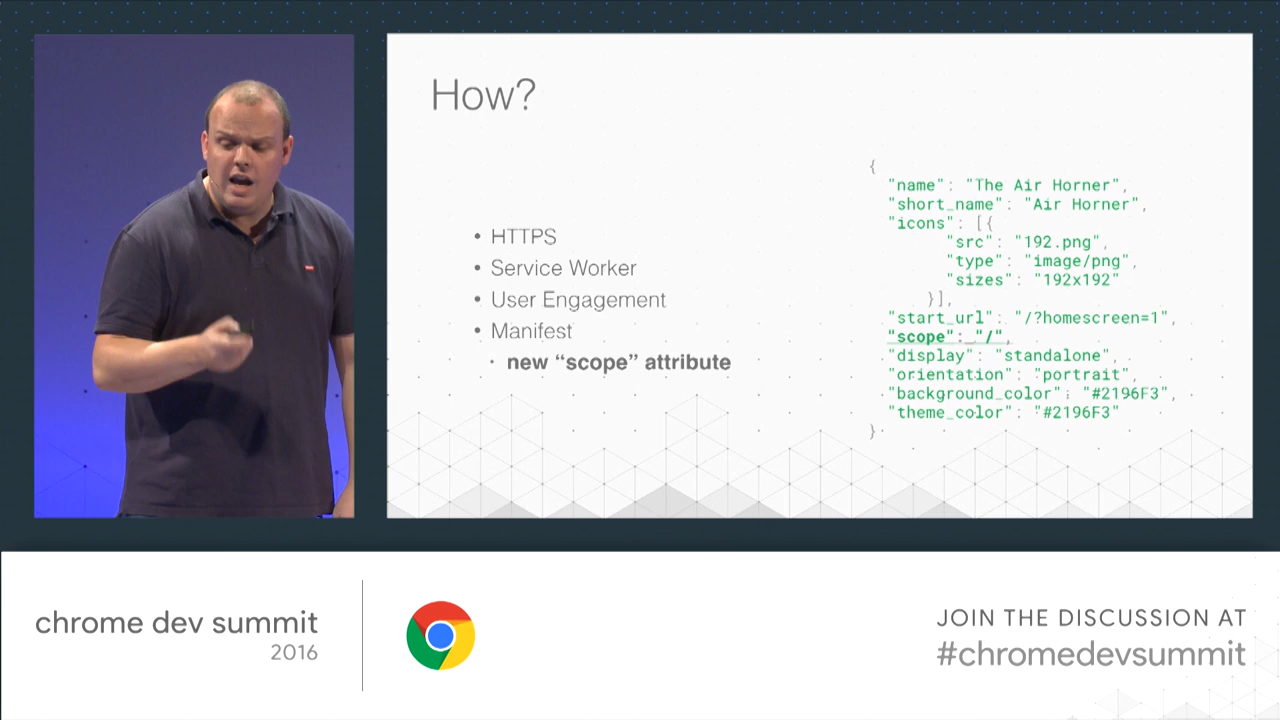 How?
• HTTPS
• Service Worker
• User Engagement
• Manifest
• new “scope” attribute
{
"name": "The Air Horner",
"short_name": "Air Horner",
"icons": [{
"src": "192.png",
"type": "image/png",
"sizes": "192x192"
}],
"start_url": "/?homescreen=1",
"scope": "/",
"display": "standalone",
"orientation": "portrait",
"background_color": "#2196F3",
"theme_color": "#2196F3"
}
chrome dev summit
2016
JOIN THE DISCUSSION AT
#chromedevsummit